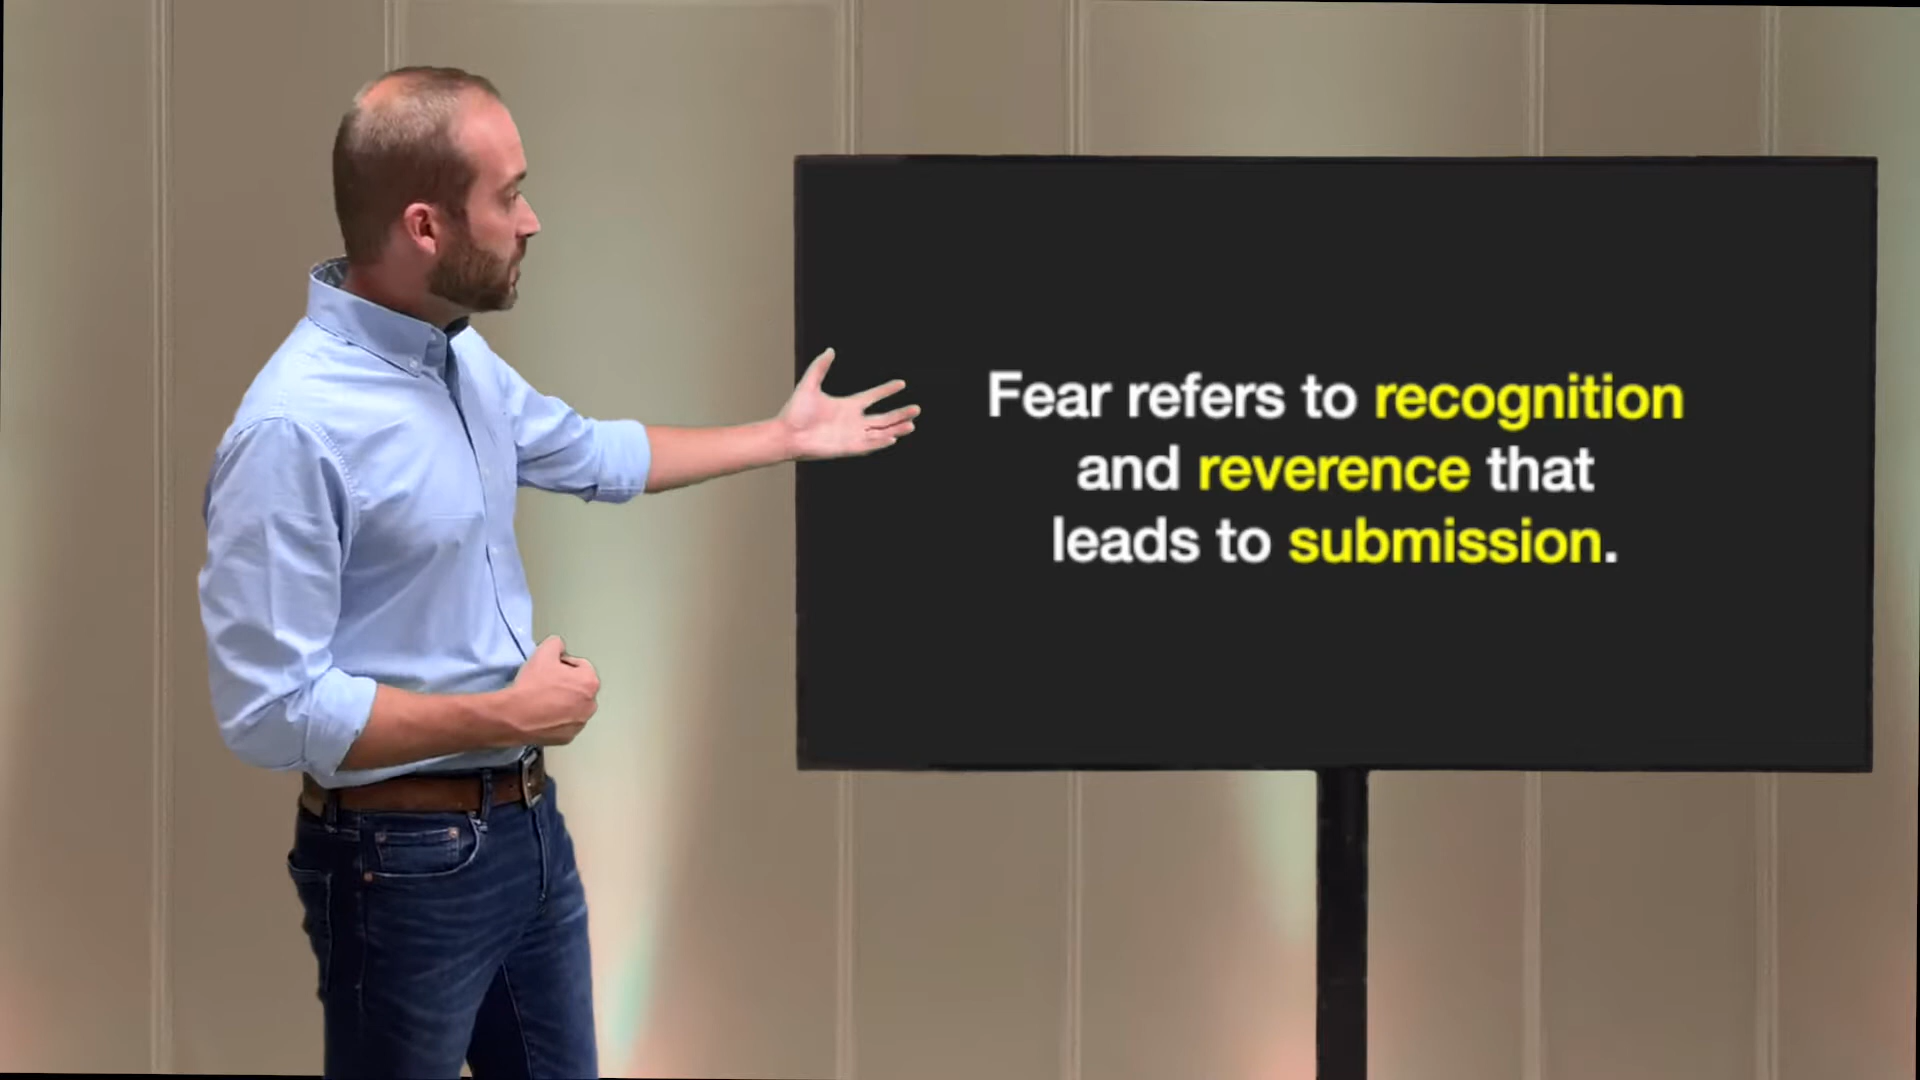 Fear refers to recognition
and reverence that
leads to submission.